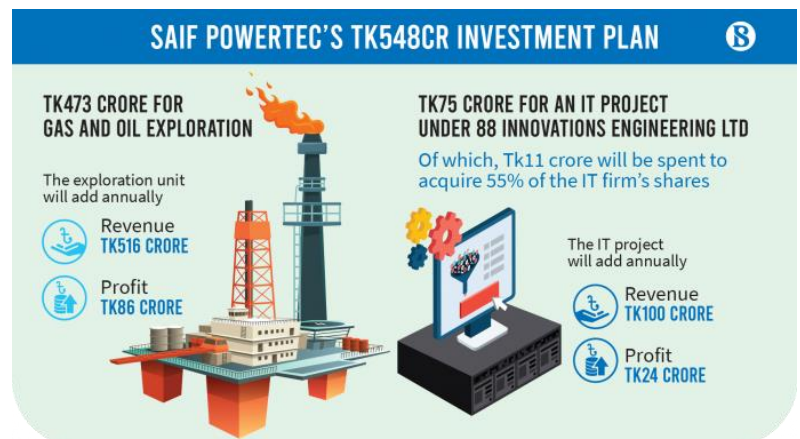 SAIF POWERTEC'S TK548CR INVESTMENT PLAN
TK473 CRORE FOR
GAS AND OIL EXPLORATION
The exploration unit
will add annually
Revenue
TK516 CRORE
Profit
TK86 CRORE
TK75 CRORE FOR AN IT PROJECT
UNDER 88 INNOVATIONS ENGINEERING LTD
Of which, Tk11 crore will be spent to
acquire 55% of the IT firm's shares
The IT project
will add annually
Revenue
TK100 CRORE
Profit
TK24 CRORE